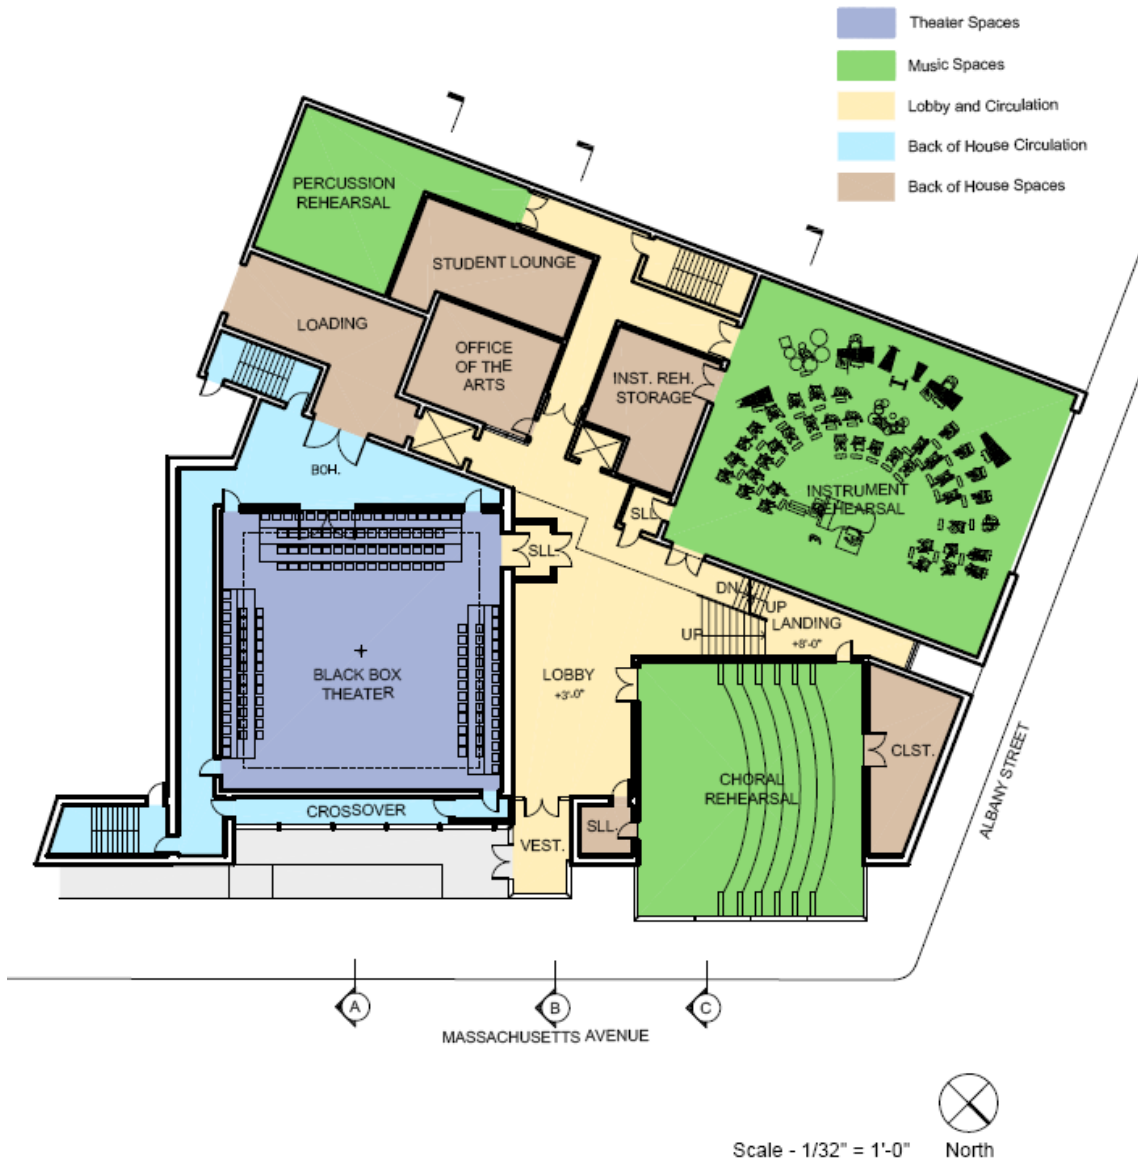 Theater Spaces
Music Spaces
Lobby and Circulation
Back of House Circulation
Back of House Spaces
PERCUSSION
REHEARSAL
STUDENT LOUNGE
LOADING
OFFICE
OF THE
ARTS
INST. REH.
STORAGE
BOH.
INSTRUMENT
REHEARSAL
SLL
SLL
DN
UP
UP
LANDING
+8'-0"
BLACK BOX
THEATER
LOBBY
+3'-0"
CLST.
CHORAL
REHEARSAL
CROSSOVER
SLL.
VEST.
ALBANY STREET
A
B
C
MASSACHUSETTS AVENUE
Scale - 1/32" = 1'-0"
North